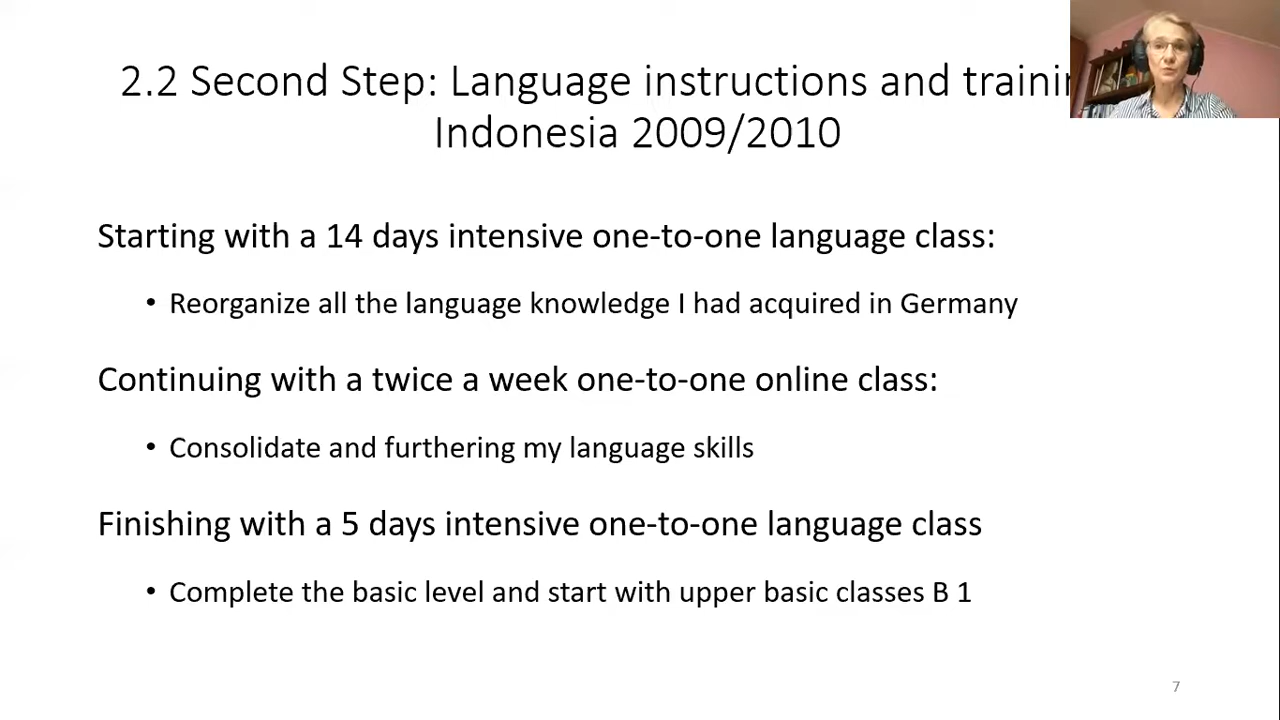 2.2 Second Step: Language instructions and
Indonesia 2009/2010
Starting with a 14 days intensive one-to-one language class:
• Reorganize all the language knowledge I had acquired in Germany
Continuing with a twice a week one-to-one online class:
• Consolidate and furthering my language skills
Finishing with a 5 days intensive one-to-one language class
• Complete the basic level and start with upper basic classes B 1
7